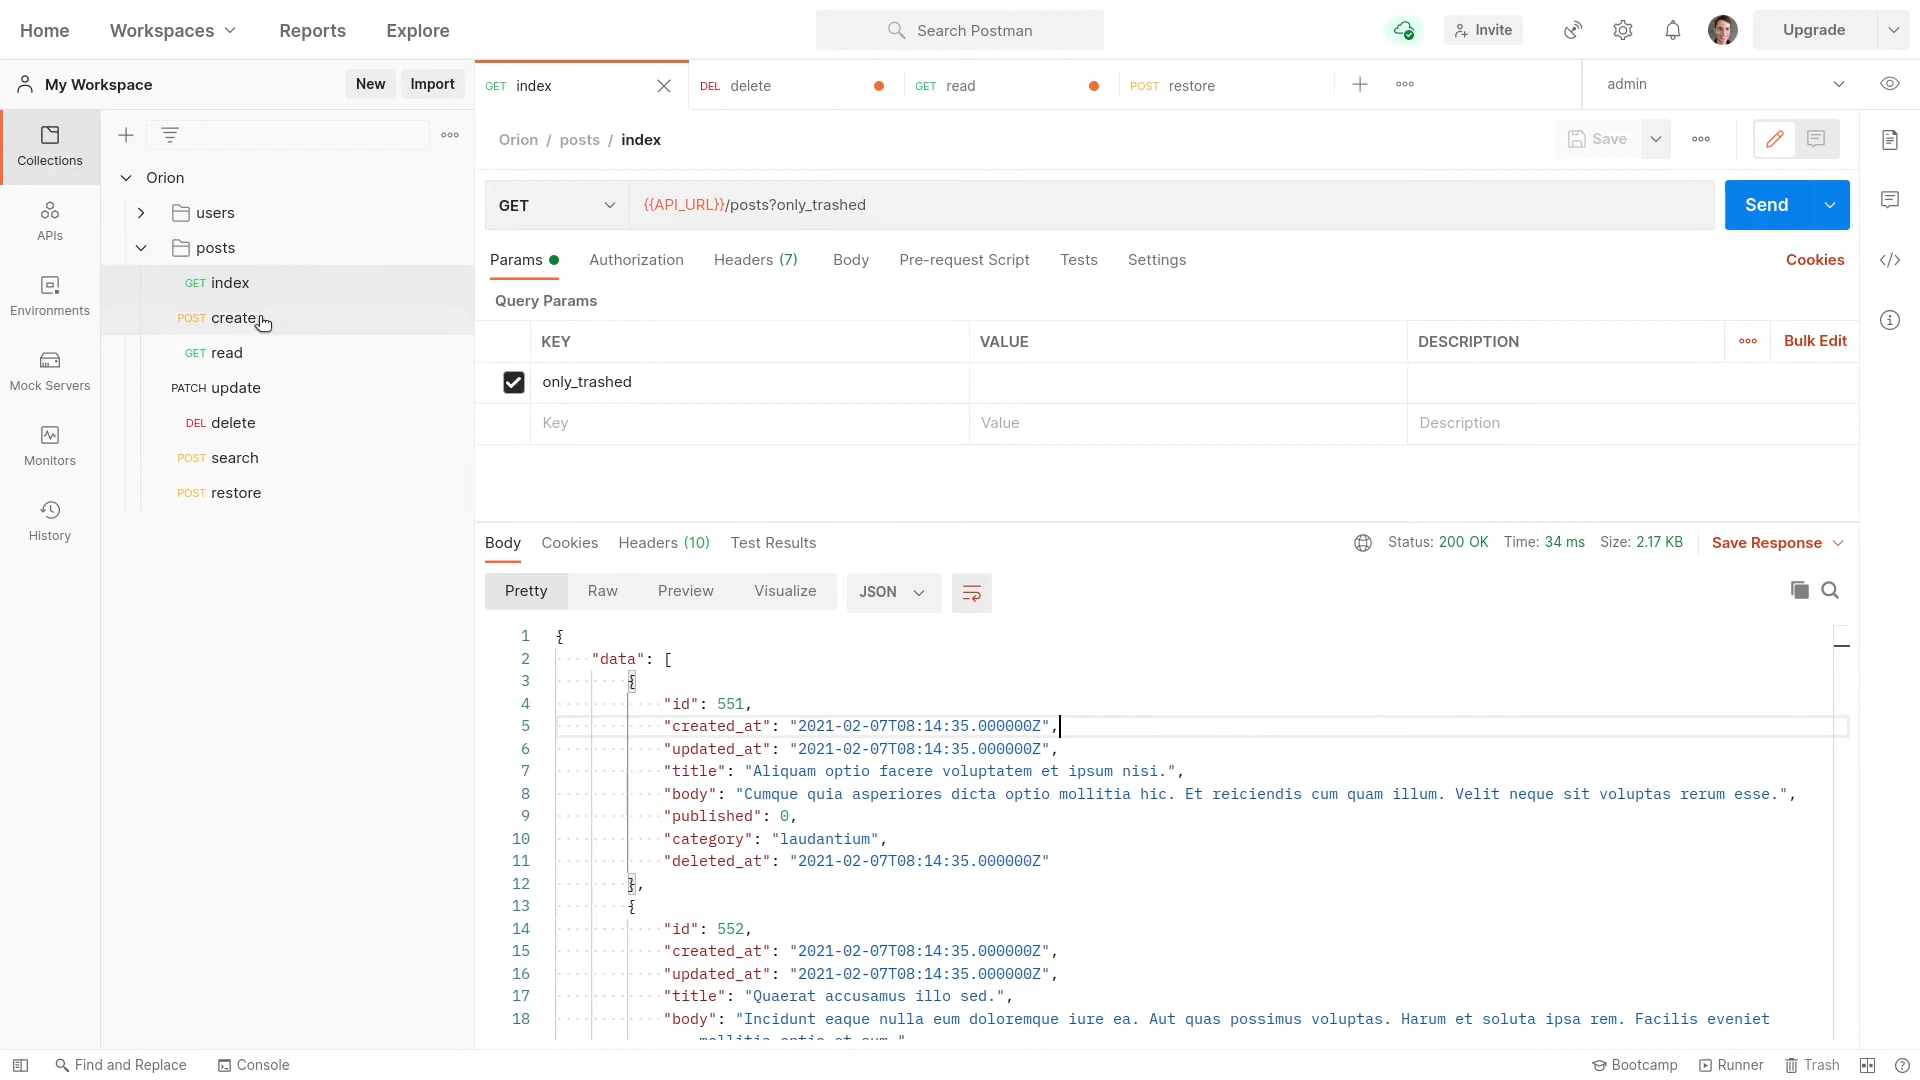 Home
Workspaces
Reports
Explore
Search Postman
Invite
Upgrade
My Workspace
New
Import
GET index
DEL delete
GET read
POST restore
admin
Collections
APIs
Environments
Mock Servers
Monitors
History
Orion
users
posts
GET index
POST create
GET read
PATCH update
DEL delete
POST search
POST restore
Orion / posts / index
Save
GET
{{API_URL}}/posts?only_trashed
Send
Params
Authorization
Headers (7)
Body
Pre-request Script
Tests
Settings
Cookies
Query Params
KEY
VALUE
DESCRIPTION
Bulk Edit
only_trashed
Key
Value
Description
Body
Cookies
Headers (10)
Test Results
Status: 200 OK
Time: 34 ms
Size: 2.17 KB
Save Response
Pretty
Raw
Preview
Visualize
JSON
1 {
2 "data": [
3 {
4 "id": 551,
5 "created_at": "2021-02-07T08:14:35.000000Z",
6 "updated_at": "2021-02-07T08:14:35.000000Z",
7 "title": "Aliquam optio facere voluptatem et ipsum nisi.",
8 "body": "Cumque quia asperiores dicta optio mollitia hic. Et reiciendis cum quam illum. Velit neque sit voluptas rerum esse.",
9 "published": 0,
10 "category": "laudantium",
11 "deleted_at": "2021-02-07T08:14:35.000000Z"
12 },
13 {
14 "id": 552,
15 "created_at": "2021-02-07T08:14:35.000000Z",
16 "updated_at": "2021-02-07T08:14:35.000000Z",
17 "title": "Quaerat accusamus illo sed.",
18 "body": "Incidunt eaque nulla eum doloremque iure ea. Aut quas possimus voluptas. Harum et soluta ipsa rem. Facilis eveniet
mollitia optio et eum."
Find and Replace
Console
Bootcamp
Runner
Trash